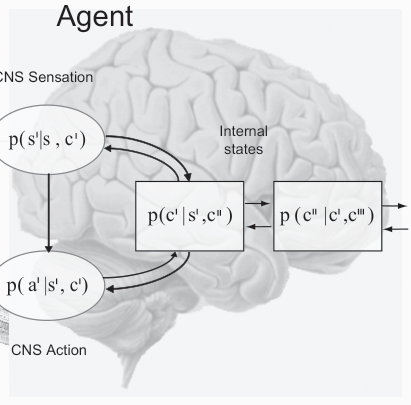 Agent
CNS Sensation
p(s'|s , c')
Internal
states
p(c'|s',c'')
p (c''|c',c''')
p( a'|s', c')
CNS Action